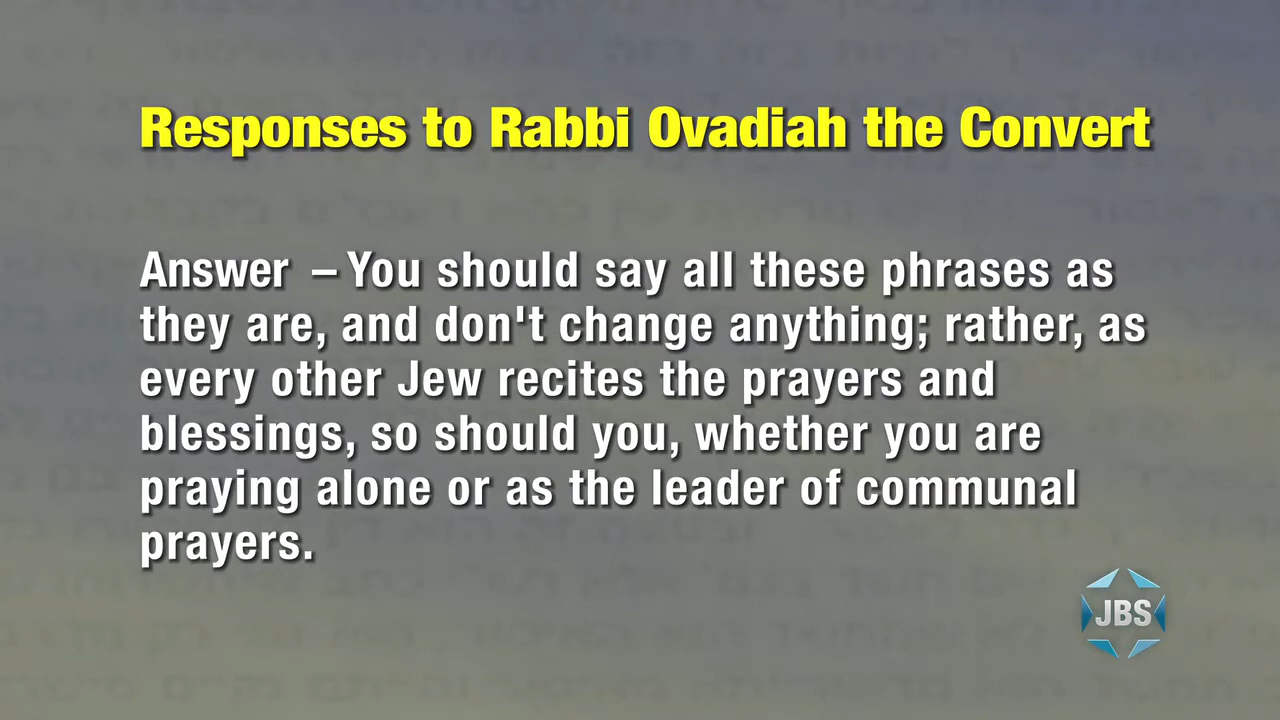 Responses to Rabbi Ovadiah the Convert
Answer – You should say all these phrases as
they are, and don't change anything; rather, as
every other Jew recites the prayers and
blessings, so should you, whether you are
praying alone or as the leader of communal
prayers.
JBS